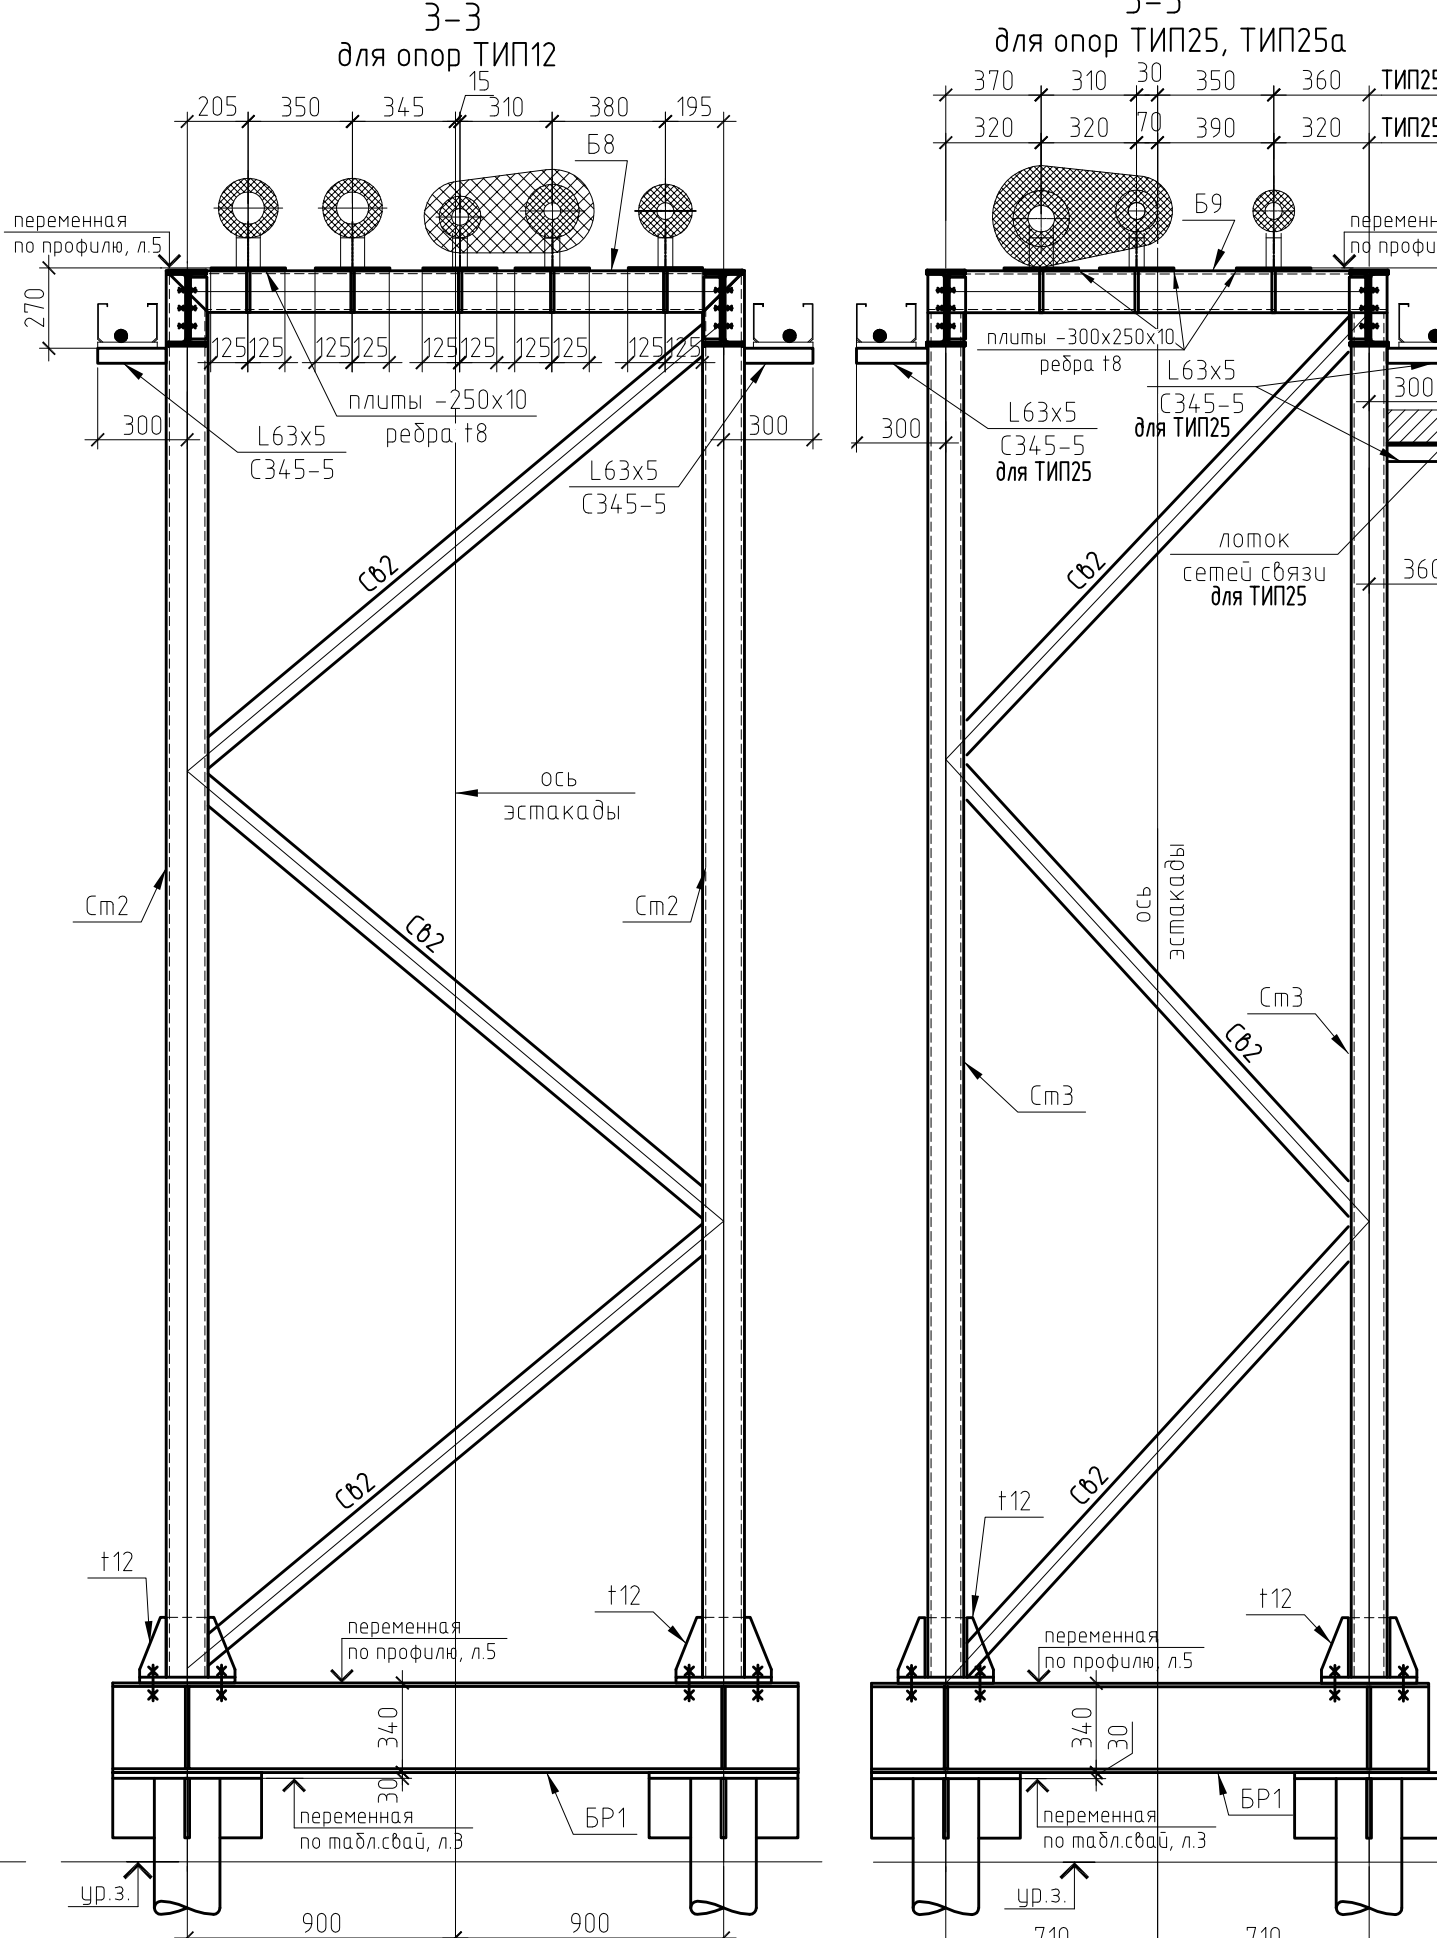 3-3
для опор ТИП12
15
205 350 345 310 380 195
Б8
переменная
по профилю, л.5
270
125 125 125 125 125 125 125 125 125 125
плиты -250х10
ребра t8
300
L63х5
С345-5
300
L63х5
С345-5
Св2
ось
эстакады
Ст2
Ст2
Св2
Св2
t12
t12
переменная
по профилю, л.5
340
30
переменная
по табл.свай, л.3
БР1
ур.з.
900 900
для опор ТИП25, ТИП25а
370 310 30 350 360
320 320 70 390 320
Б9
по
плиты -300х250х10
ребра t8
L63х5
С345-5
для ТИП25
300
L63х5
С345-5
для ТИП25
300
лоток
сетей связи
для ТИП25
Св2
ось
эстакады
Ст3
Св2
Ст3
Св2
t12
t12
переменная
по профилю, л.5
340
30
переменная
по табл.свай, л.3
БР1
ур.з.
710 710